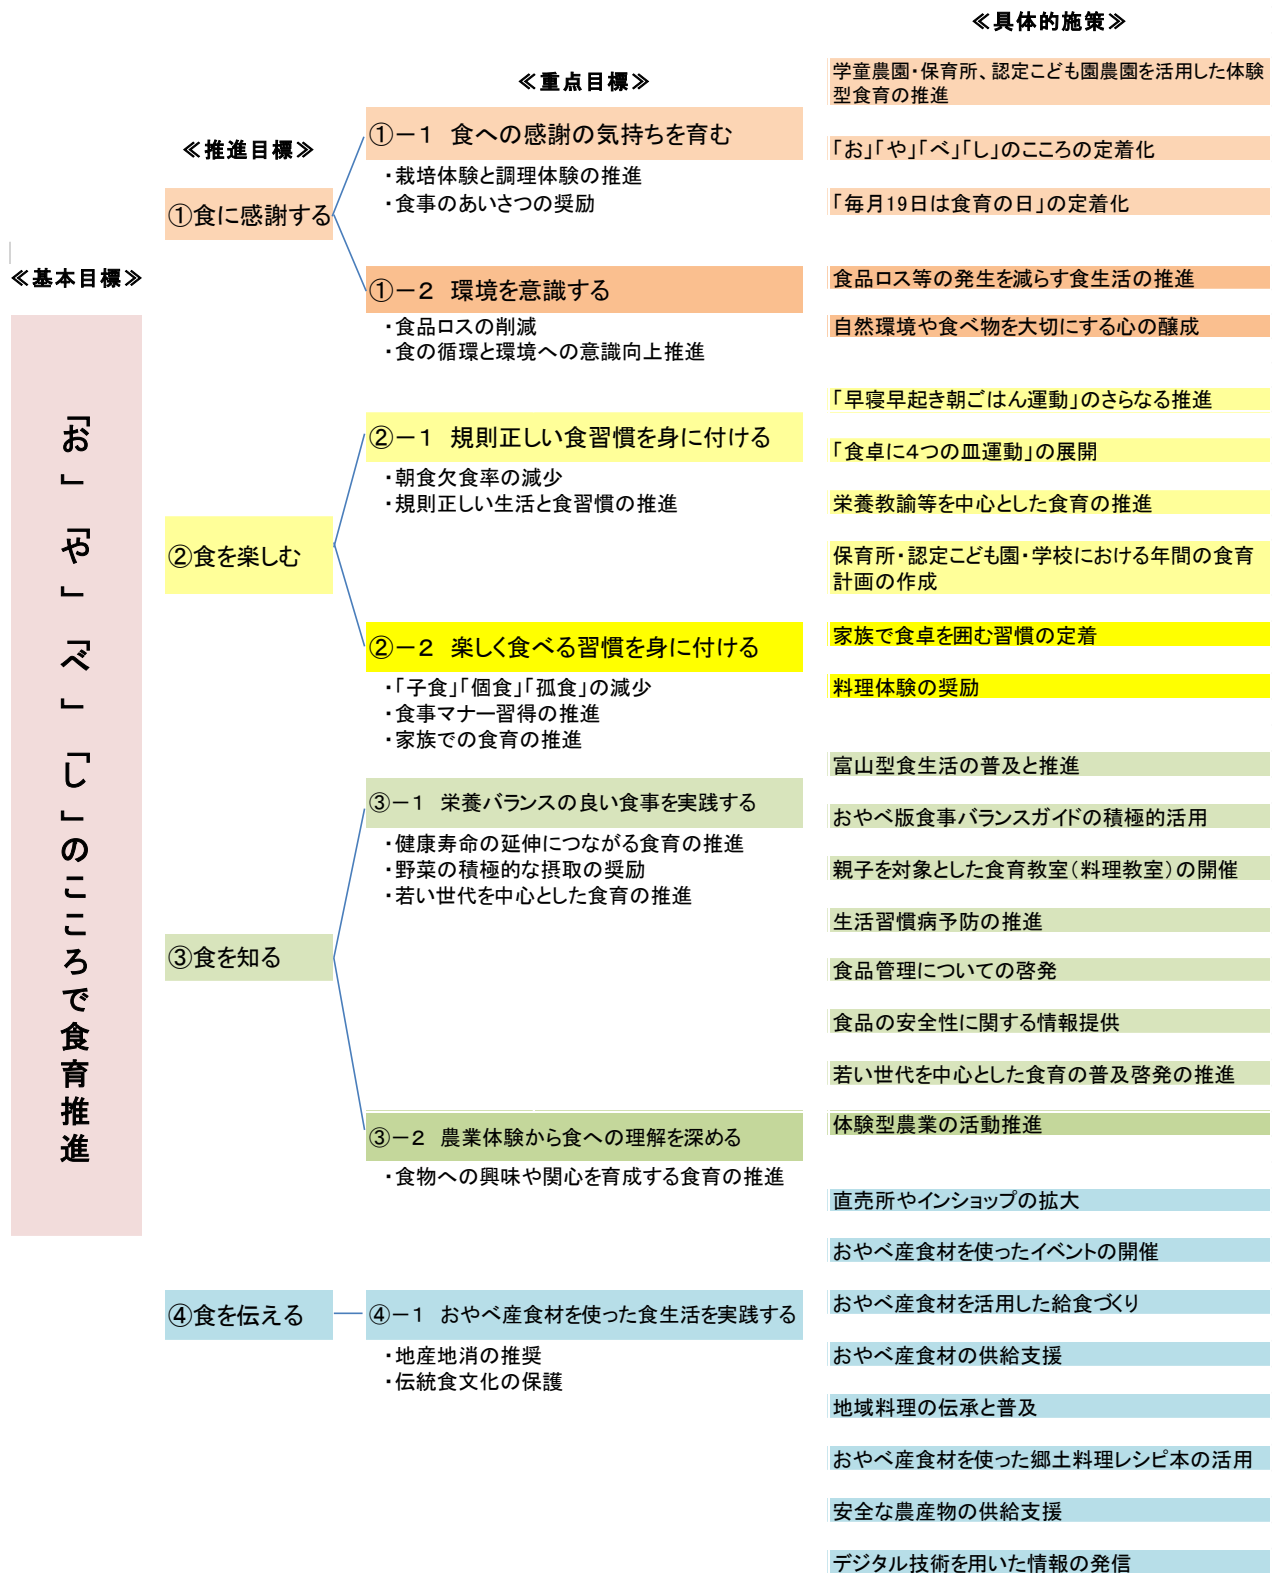 ≪基本目標≫
「お」「や」「べ」「し」のこころで食育推進
≪推進目標≫
①食に感謝する
②食を楽しむ
③食を知る
④食を伝える
≪重点目標≫
①－１　食への感謝の気持ちを育む
・栽培体験と調理体験の推進
・食事のあいさつの奨励
①－２　環境を意識する
・食品ロスの削減
・食の循環と環境への意識向上推進
②－１　規則正しい食習慣を身に付ける
・朝食欠食率の減少
・規則正しい生活と食習慣の推進
②－２　楽しく食べる習慣を身に付ける
・「子食」「個食」「孤食」の減少
・食事マナー習得の推進
・家族での食育の推進
③－１　栄養バランスの良い食事を実践する
・健康寿命の延伸につながる食育の推進
・野菜の積極的な摂取の奨励
・若い世代を中心とした食育の推進
③－２　農業体験から食への理解を深める
・食物への興味や関心を育成する食育の推進
④－１　おやべ産食材を使った食生活を実践する
・地産地消の推奨
・伝統食文化の保護
≪具体的施策≫
学童農園・保育所、認定こども園農園を活用した体験
型食育の推進
「お」「や」「べ」「し」のこころの定着化
「毎月19日は食育の日」の定着化
食品ロス等の発生を減らす食生活の推進
自然環境や食べ物を大切にする心の醸成
「早寝早起き朝ごはん運動」のさらなる推進
「食卓に４つの皿運動」の展開
栄養教諭等を中心とした食育の推進
保育所・認定こども園・学校における年間の食育
計画の作成
家族で食卓を囲む習慣の定着
料理体験の奨励
富山型食生活の普及と推進
おやべ版食事バランスガイドの積極的活用
親子を対象とした食育教室（料理教室）の開催
生活習慣病予防の推進
食品管理についての啓発
食品の安全性に関する情報提供
若い世代を中心とした食育の普及啓発の推進
体験型農業の活動推進
直売所やインショップの拡大
おやべ産食材を使ったイベントの開催
おやべ産食材を活用した給食づくり
おやべ産食材の供給支援
地域料理の伝承と普及
おやべ産食材を使った郷土料理レシピ本の活用
安全な農産物の供給支援
デジタル技術を用いた情報の発信